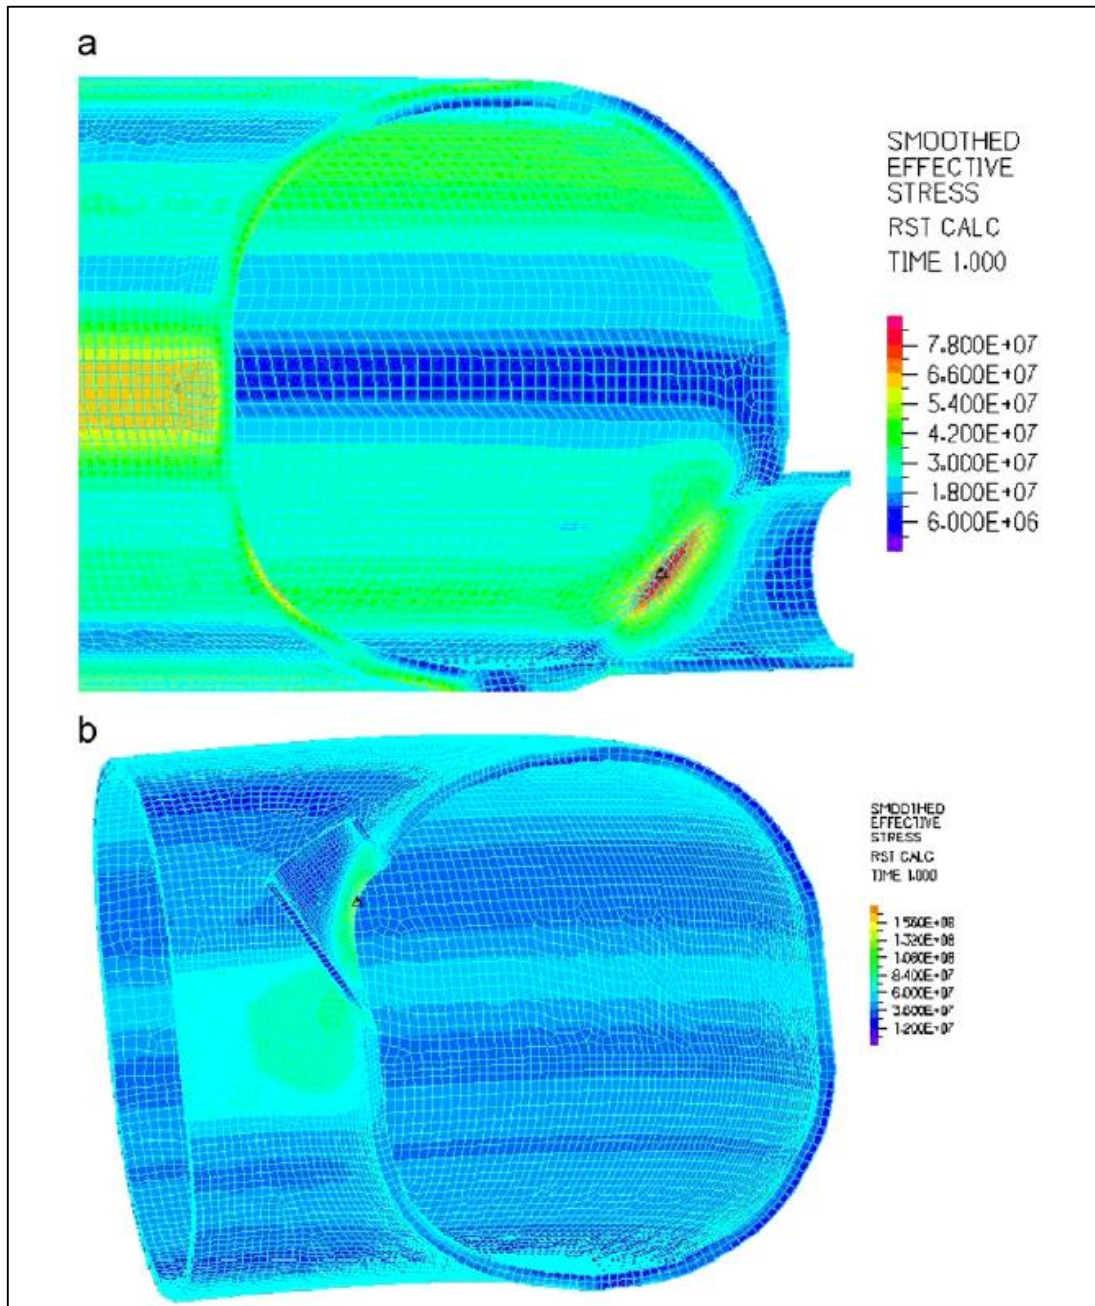 a
SMOOTHED
EFFECTIVE
STRESS
RST CALC
TIME 1.000
7.800E+07
6.600E+07
5.400E+07
4.200E+07
3.000E+07
1.800E+07
6.000E+06
b
SMOOTHED
EFFECTIVE
STRESS
RST CALC
TIME 1.000
1.560E+08
1.320E+08
1.080E+08
8.400E+07
6.000E+07
3.600E+07
1.200E+07